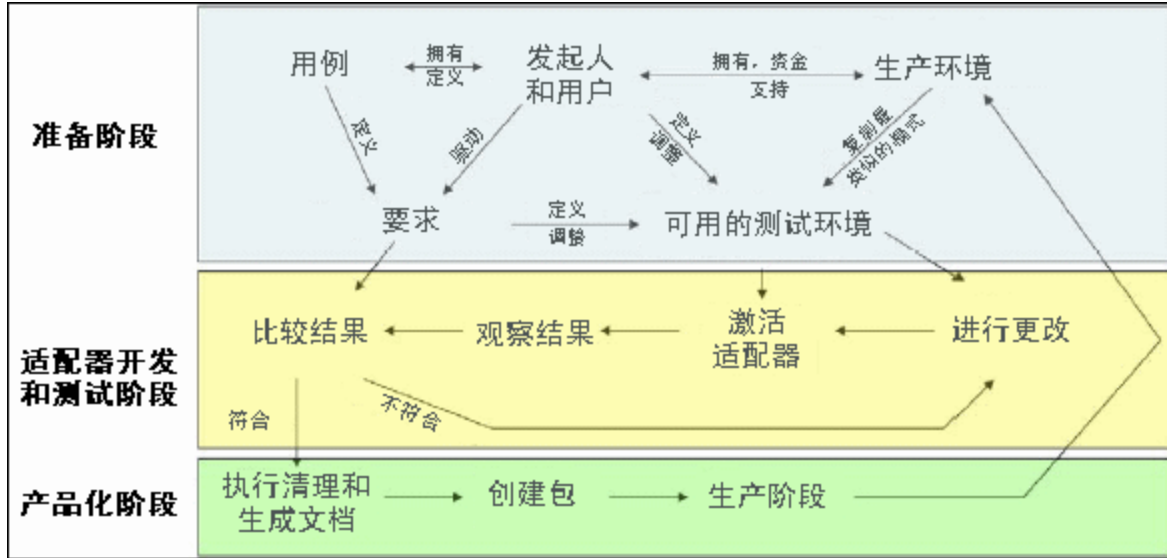 准备阶段
用例
拥有
定义
发起人
和用户
拥有，资金
支持
生产环境
定义
驱动
定义
调整
复制最
类似的模式
要求
定义
调整
可用的测试环境
适配器开发
和测试阶段
比较结果
观察结果
激活
适配器
进行更改
符合
不符合
产品化阶段
执行清理和
生成文档
创建包
生产阶段